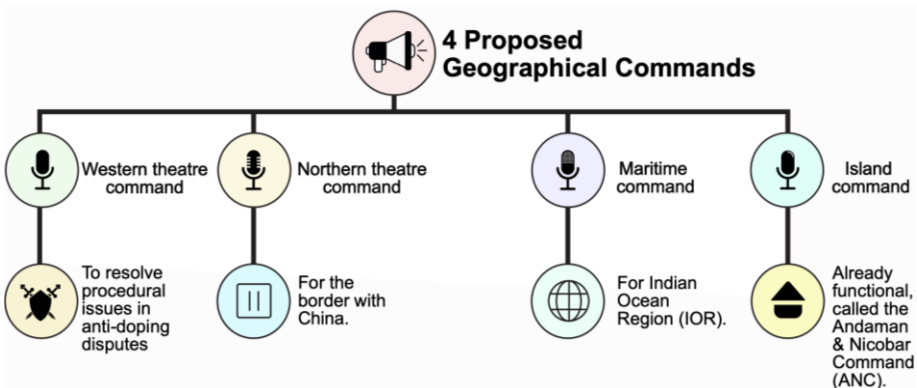 4 Proposed
Geographical Commands
Western theatre
command
Northern theatre
command
Maritime
command
Island
command
To resolve
procedural
issues in
anti-doping
disputes
For the
border with
China.
For Indian
Ocean
Region (IOR).
Already
functional,
called the
Andaman
& Nicobar
Command
(ANC).